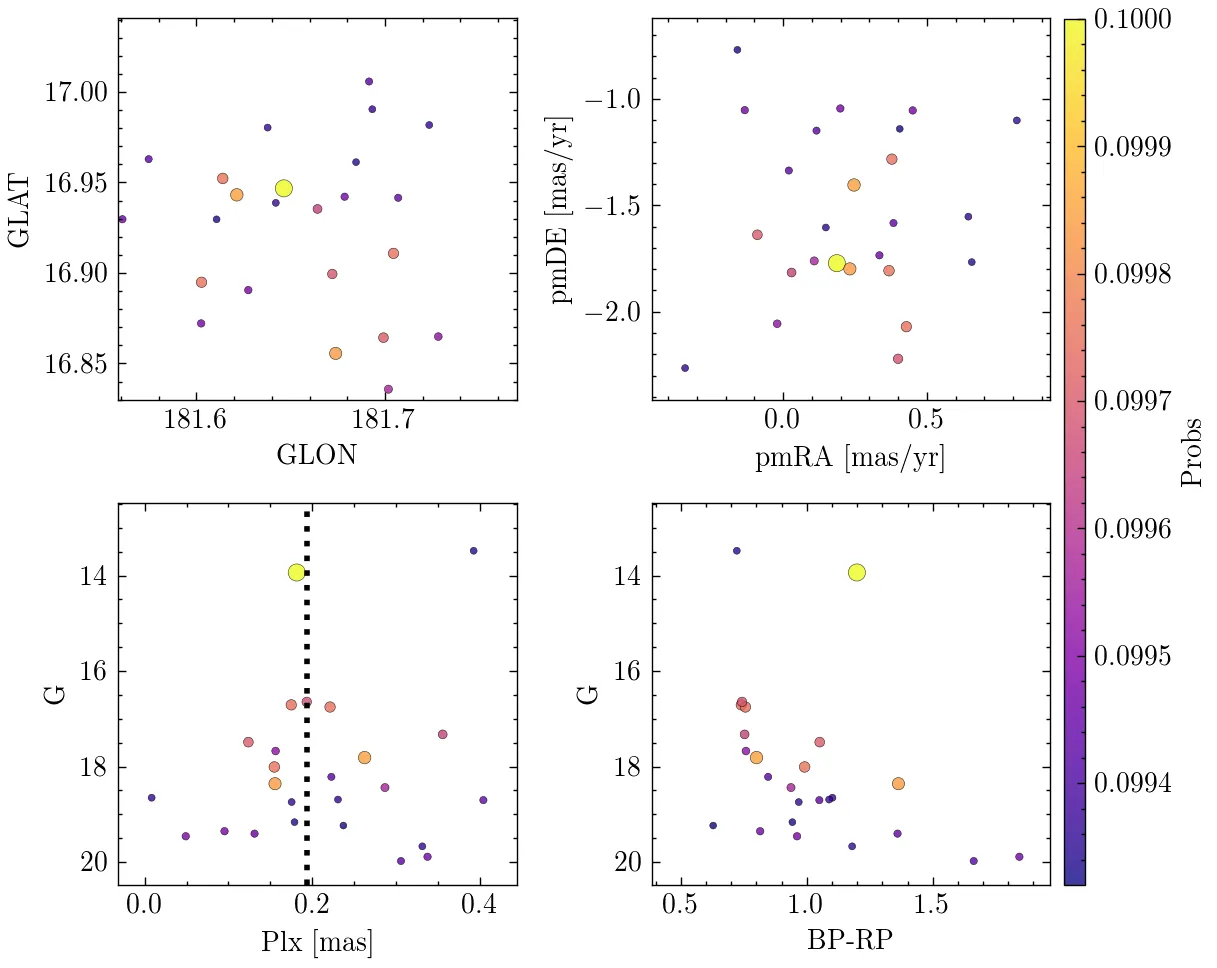 17.00
16.95
16.90
16.85
GLAT
181.6 181.7
GLON
−1.0
−1.5
−2.0
pmDE [mas/yr]
0.0 0.5
pmRA [mas/yr]
14
16
18
20
G
0.0 0.2 0.4
Plx [mas]
14
16
18
20
G
0.5 1.0 1.5
BP-RP
0.1000
0.0999
0.0998
0.0997
0.0996
0.0995
0.0994
Probs